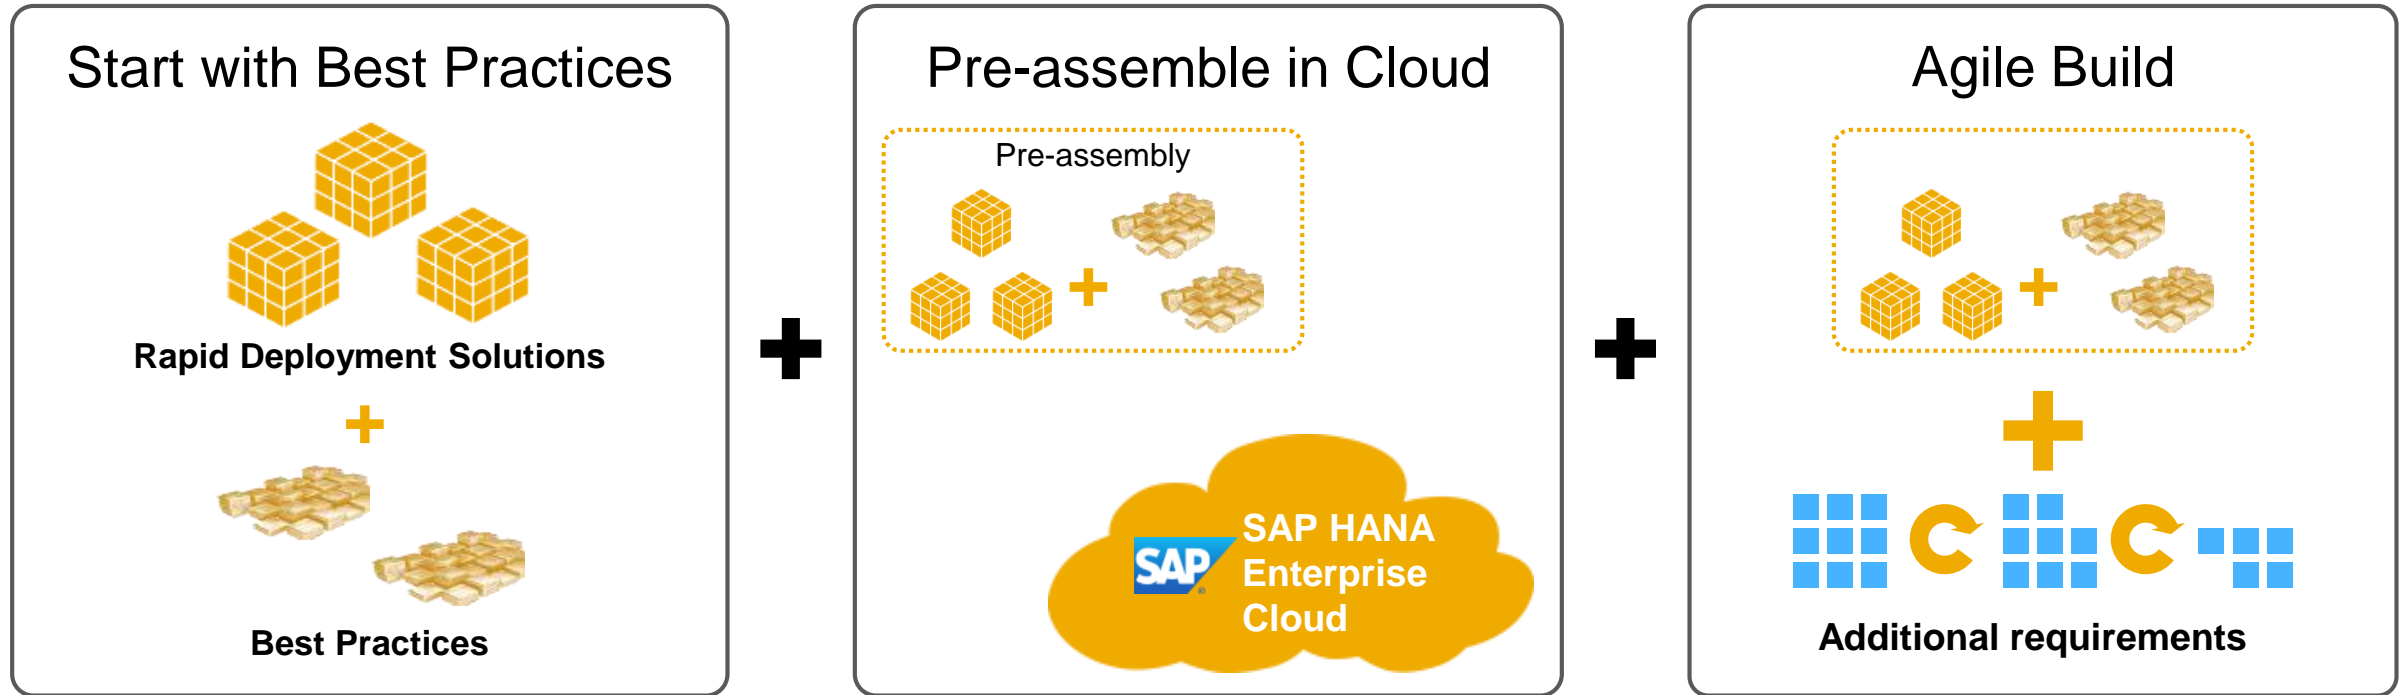 Start with Best Practices
Rapid Deployment Solutions
Best Practices
Pre-assemble in Cloud
Pre-assembly
SAP
SAP HANA
Enterprise
Cloud
Agile Build
Additional requirements